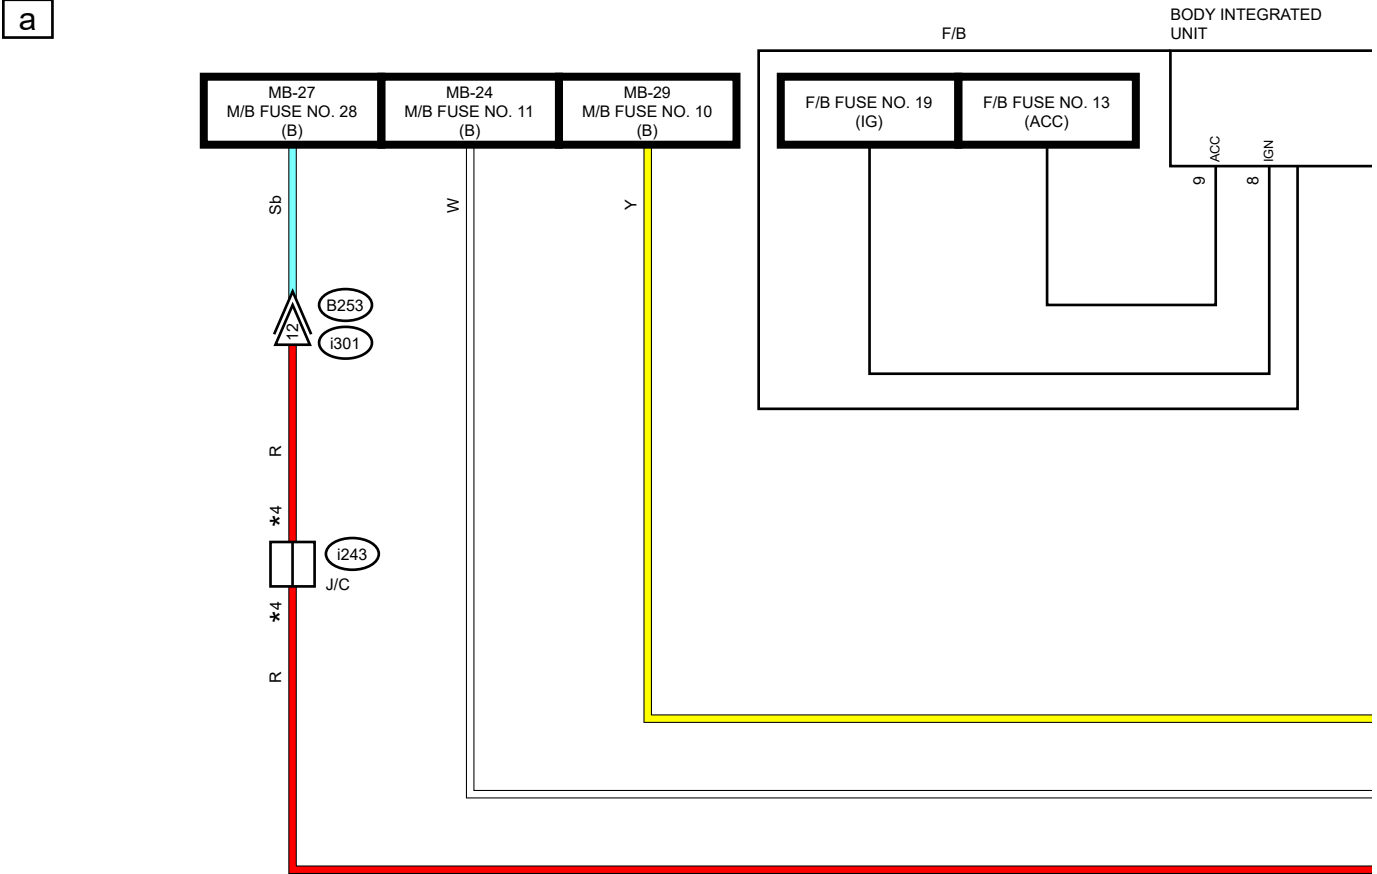 a
BODY INTEGRATED
UNIT
F/B
MB-27
M/B FUSE NO. 28
(B)
MB-24
M/B FUSE NO. 11
(B)
MB-29
M/B FUSE NO. 10
(B)
F/B FUSE NO. 19
(IG)
F/B FUSE NO. 13
(ACC)
ACC
IGN
9
8
Sb
W
Y
B253
12
i301
R
*4
i243
J/C
*4
R